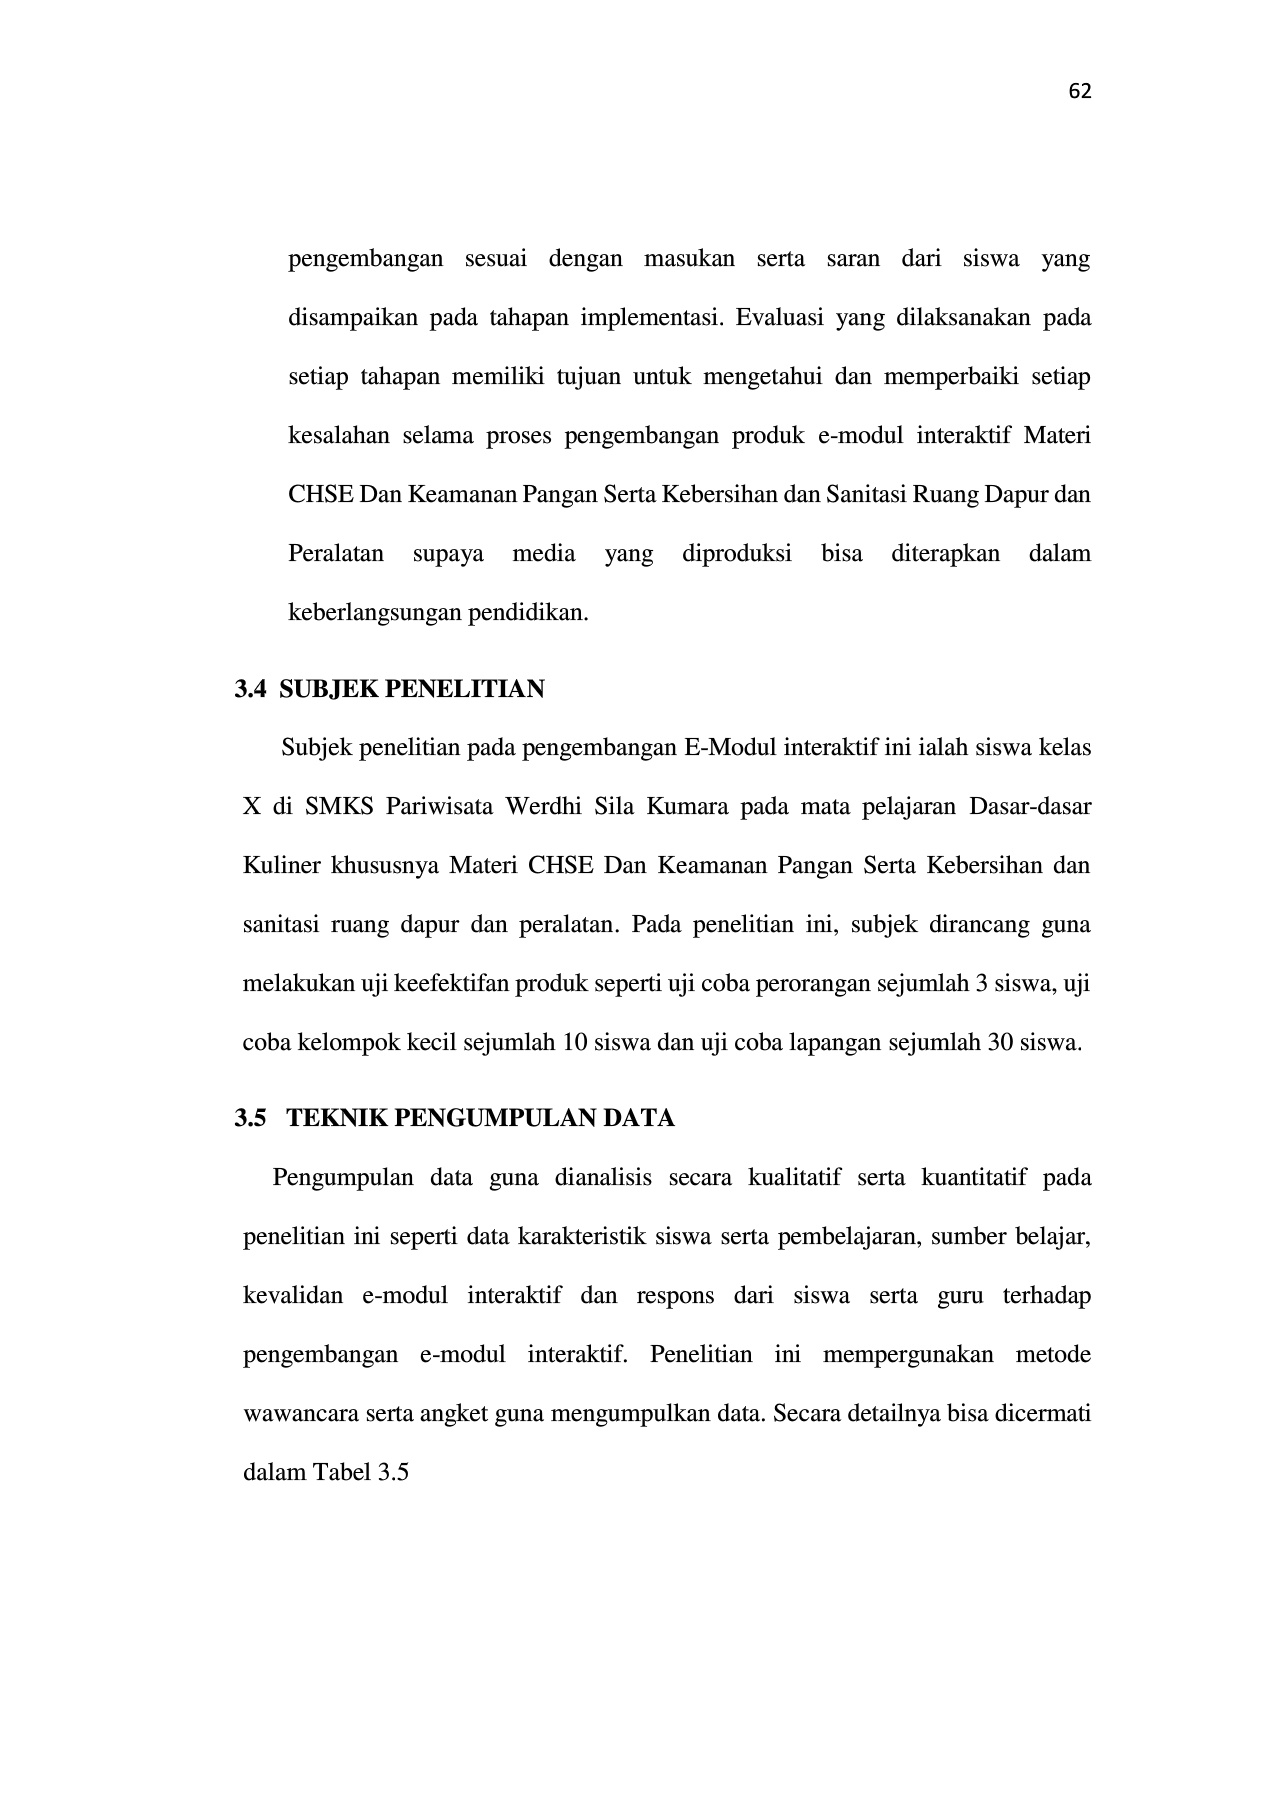 62
pengembangan sesuai dengan masukan serta saran dari siswa yang
disampaikan pada tahapan implementasi. Evaluasi yang dilaksanakan pada
setiap tahapan memiliki tujuan untuk mengetahui dan memperbaiki setiap
kesalahan selama proses pengembangan produk e-modul interaktif Materi
CHSE Dan Keamanan Pangan Serta Kebersihan dan Sanitasi Ruang Dapur dan
Peralatan supaya media yang diproduksi bisa diterapkan dalam
keberlangsungan pendidikan.
3.4 SUBJEK PENELITIAN
Subjek penelitian pada pengembangan E-Modul interaktif ini ialah siswa kelas
X di SMKS Pariwisata Werdhi Sila Kumara pada mata pelajaran Dasar-dasar
Kuliner khususnya Materi CHSE Dan Keamanan Pangan Serta Kebersihan dan
sanitasi ruang dapur dan peralatan. Pada penelitian ini, subjek dirancang guna
melakukan uji keefektifan produk seperti uji coba perorangan sejumlah 3 siswa, uji
coba kelompok kecil sejumlah 10 siswa dan uji coba lapangan sejumlah 30 siswa.
3.5 TEKNIK PENGUMPULAN DATA
Pengumpulan data guna dianalisis secara kualitatif serta kuantitatif pada
penelitian ini seperti data karakteristik siswa serta pembelajaran, sumber belajar,
kevalidan e-modul interaktif dan respons dari siswa serta guru terhadap
pengembangan e-modul interaktif. Penelitian ini mempergunakan metode
wawancara serta angket guna mengumpulkan data. Secara detailnya bisa dicermati
dalam Tabel 3.5